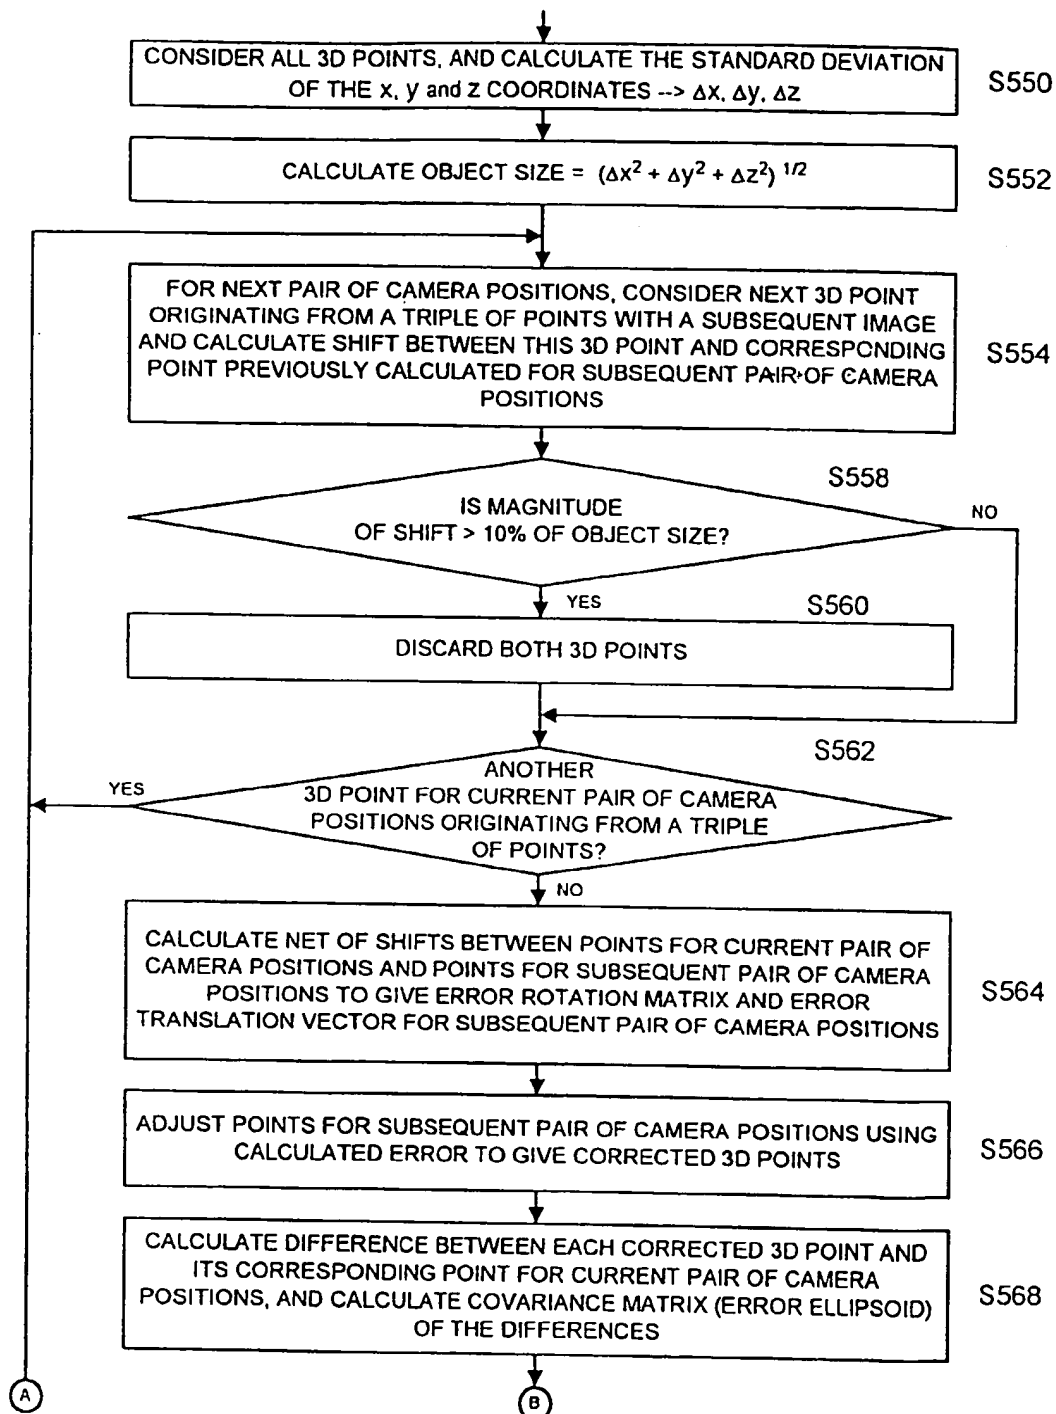 CONSIDER ALL 3D POINTS, AND CALCULATE THE STANDARD DEVIATION
OF THE x, y and z COORDINATES --> Δx, Δy, Δz
S550
CALCULATE OBJECT SIZE = (Δx² + Δy² + Δz²) ¹/²
S552
FOR NEXT PAIR OF CAMERA POSITIONS, CONSIDER NEXT 3D POINT
ORIGINATING FROM A TRIPLE OF POINTS WITH A SUBSEQUENT IMAGE
AND CALCULATE SHIFT BETWEEN THIS 3D POINT AND CORRESPONDING
POINT PREVIOUSLY CALCULATED FOR SUBSEQUENT PAIR OF CAMERA
POSITIONS
S554
S558
IS MAGNITUDE
OF SHIFT > 10% OF OBJECT SIZE?
NO
YES
S560
DISCARD BOTH 3D POINTS
S562
ANOTHER
3D POINT FOR CURRENT PAIR OF CAMERA
POSITIONS ORIGINATING FROM A TRIPLE
OF POINTS?
YES
NO
CALCULATE NET OF SHIFTS BETWEEN POINTS FOR CURRENT PAIR OF
CAMERA POSITIONS AND POINTS FOR SUBSEQUENT PAIR OF CAMERA
POSITIONS TO GIVE ERROR ROTATION MATRIX AND ERROR
TRANSLATION VECTOR FOR SUBSEQUENT PAIR OF CAMERA POSITIONS
S564
ADJUST POINTS FOR SUBSEQUENT PAIR OF CAMERA POSITIONS USING
CALCULATED ERROR TO GIVE CORRECTED 3D POINTS
S566
CALCULATE DIFFERENCE BETWEEN EACH CORRECTED 3D POINT AND
ITS CORRESPONDING POINT FOR CURRENT PAIR OF CAMERA
POSITIONS, AND CALCULATE COVARIANCE MATRIX (ERROR ELLIPSOID)
OF THE DIFFERENCES
S568
A
B